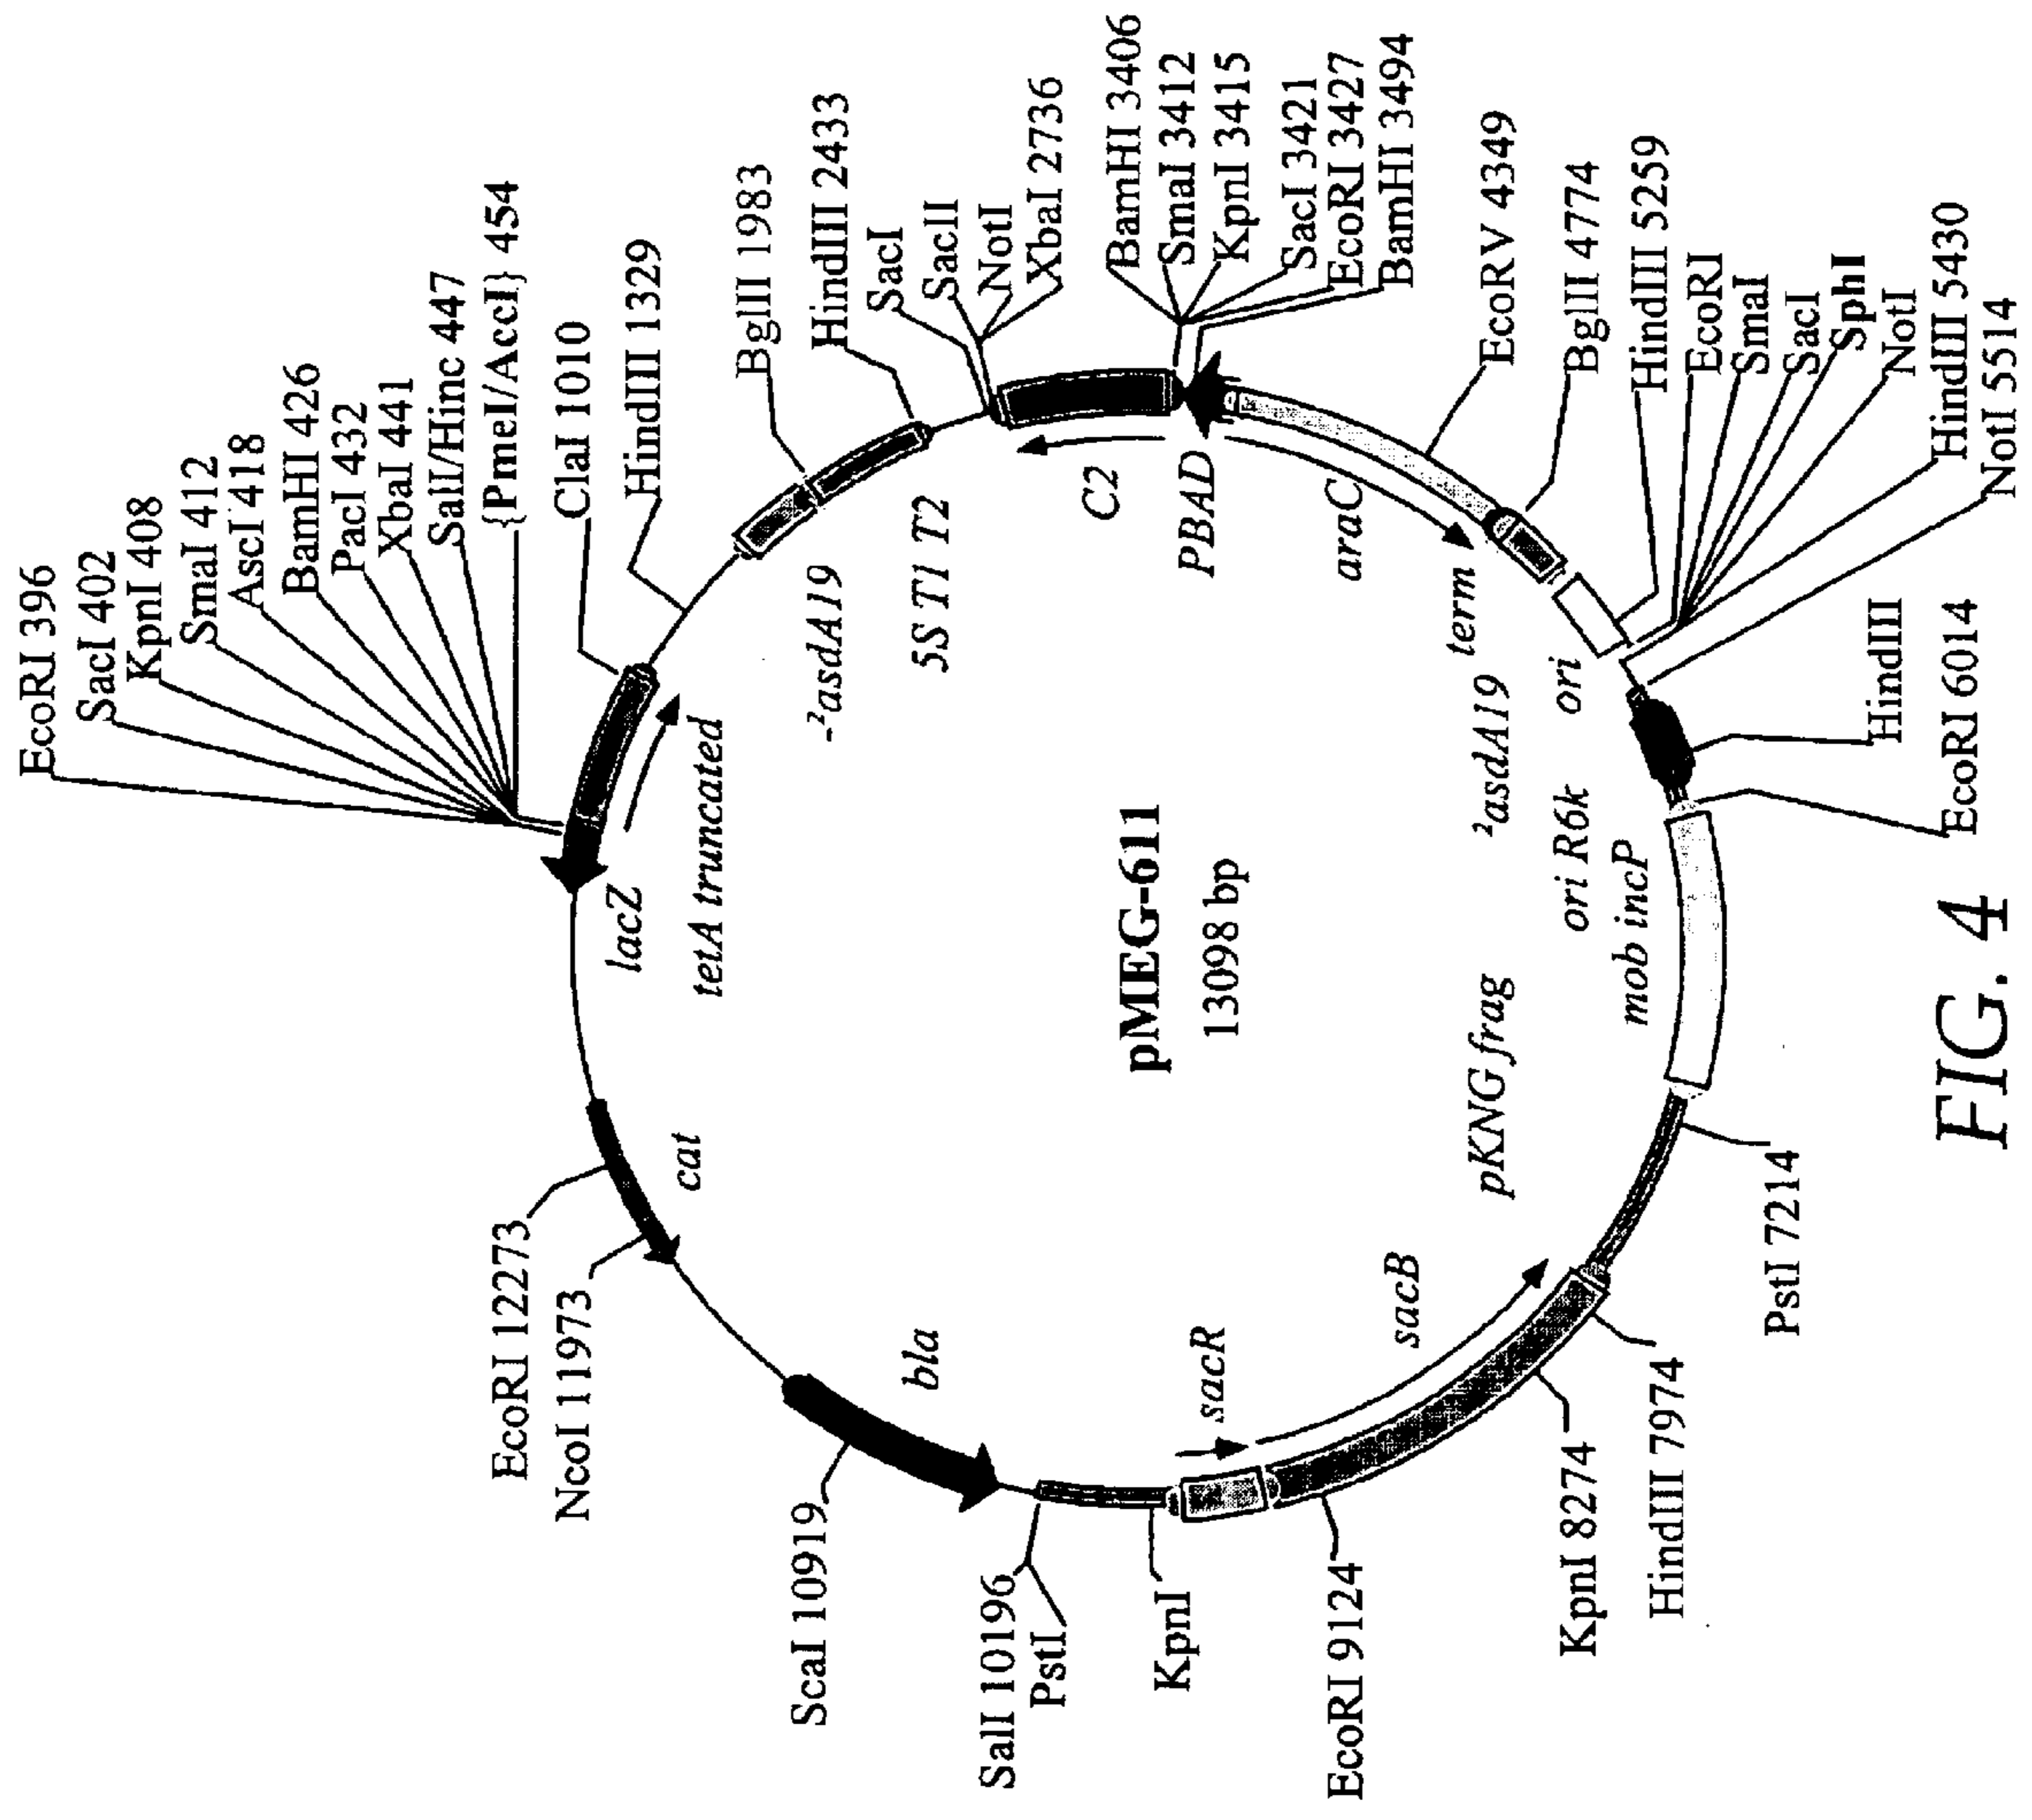 EcoRI 396
SacI 402
KpnI 408
SmaI 412
AscI 418
BamHI 426
PacI 432
XbaI 441
SalI/Hinc 447
{PmeI/AccI} 454
ClaI 1010
HindIII 1329
BglII 1983
HindIII 2433
SacI
SacII
NotI
XbaI 2736
BamHI 3406
SmaI 3412
KpnI 3415
SacI 3421
EcoRI 3427
BamHI 3494
EcoRV 4349
BglII 4774
HindIII 5259
EcoRI
SmaI
SacI
SphI
NotI
HindIII 5430
NotI 5514
HindIII
EcoRI 6014
PstI 7214
HindIII 7974
KpnI 8274
EcoRI 9124
KpnI
PstI
SalI 10196
ScaI 10919
NcoI 11973
EcoRI 12273
lacZ
tetA truncated
-²asdA19
5S T1 T2
C2
PBAD
araC
term
²asdA19
ori
ori R6k
mob incP
pKNG frag
sacB
sacR
bla
cat
pMEG-611
13098 bp
FIG. 4